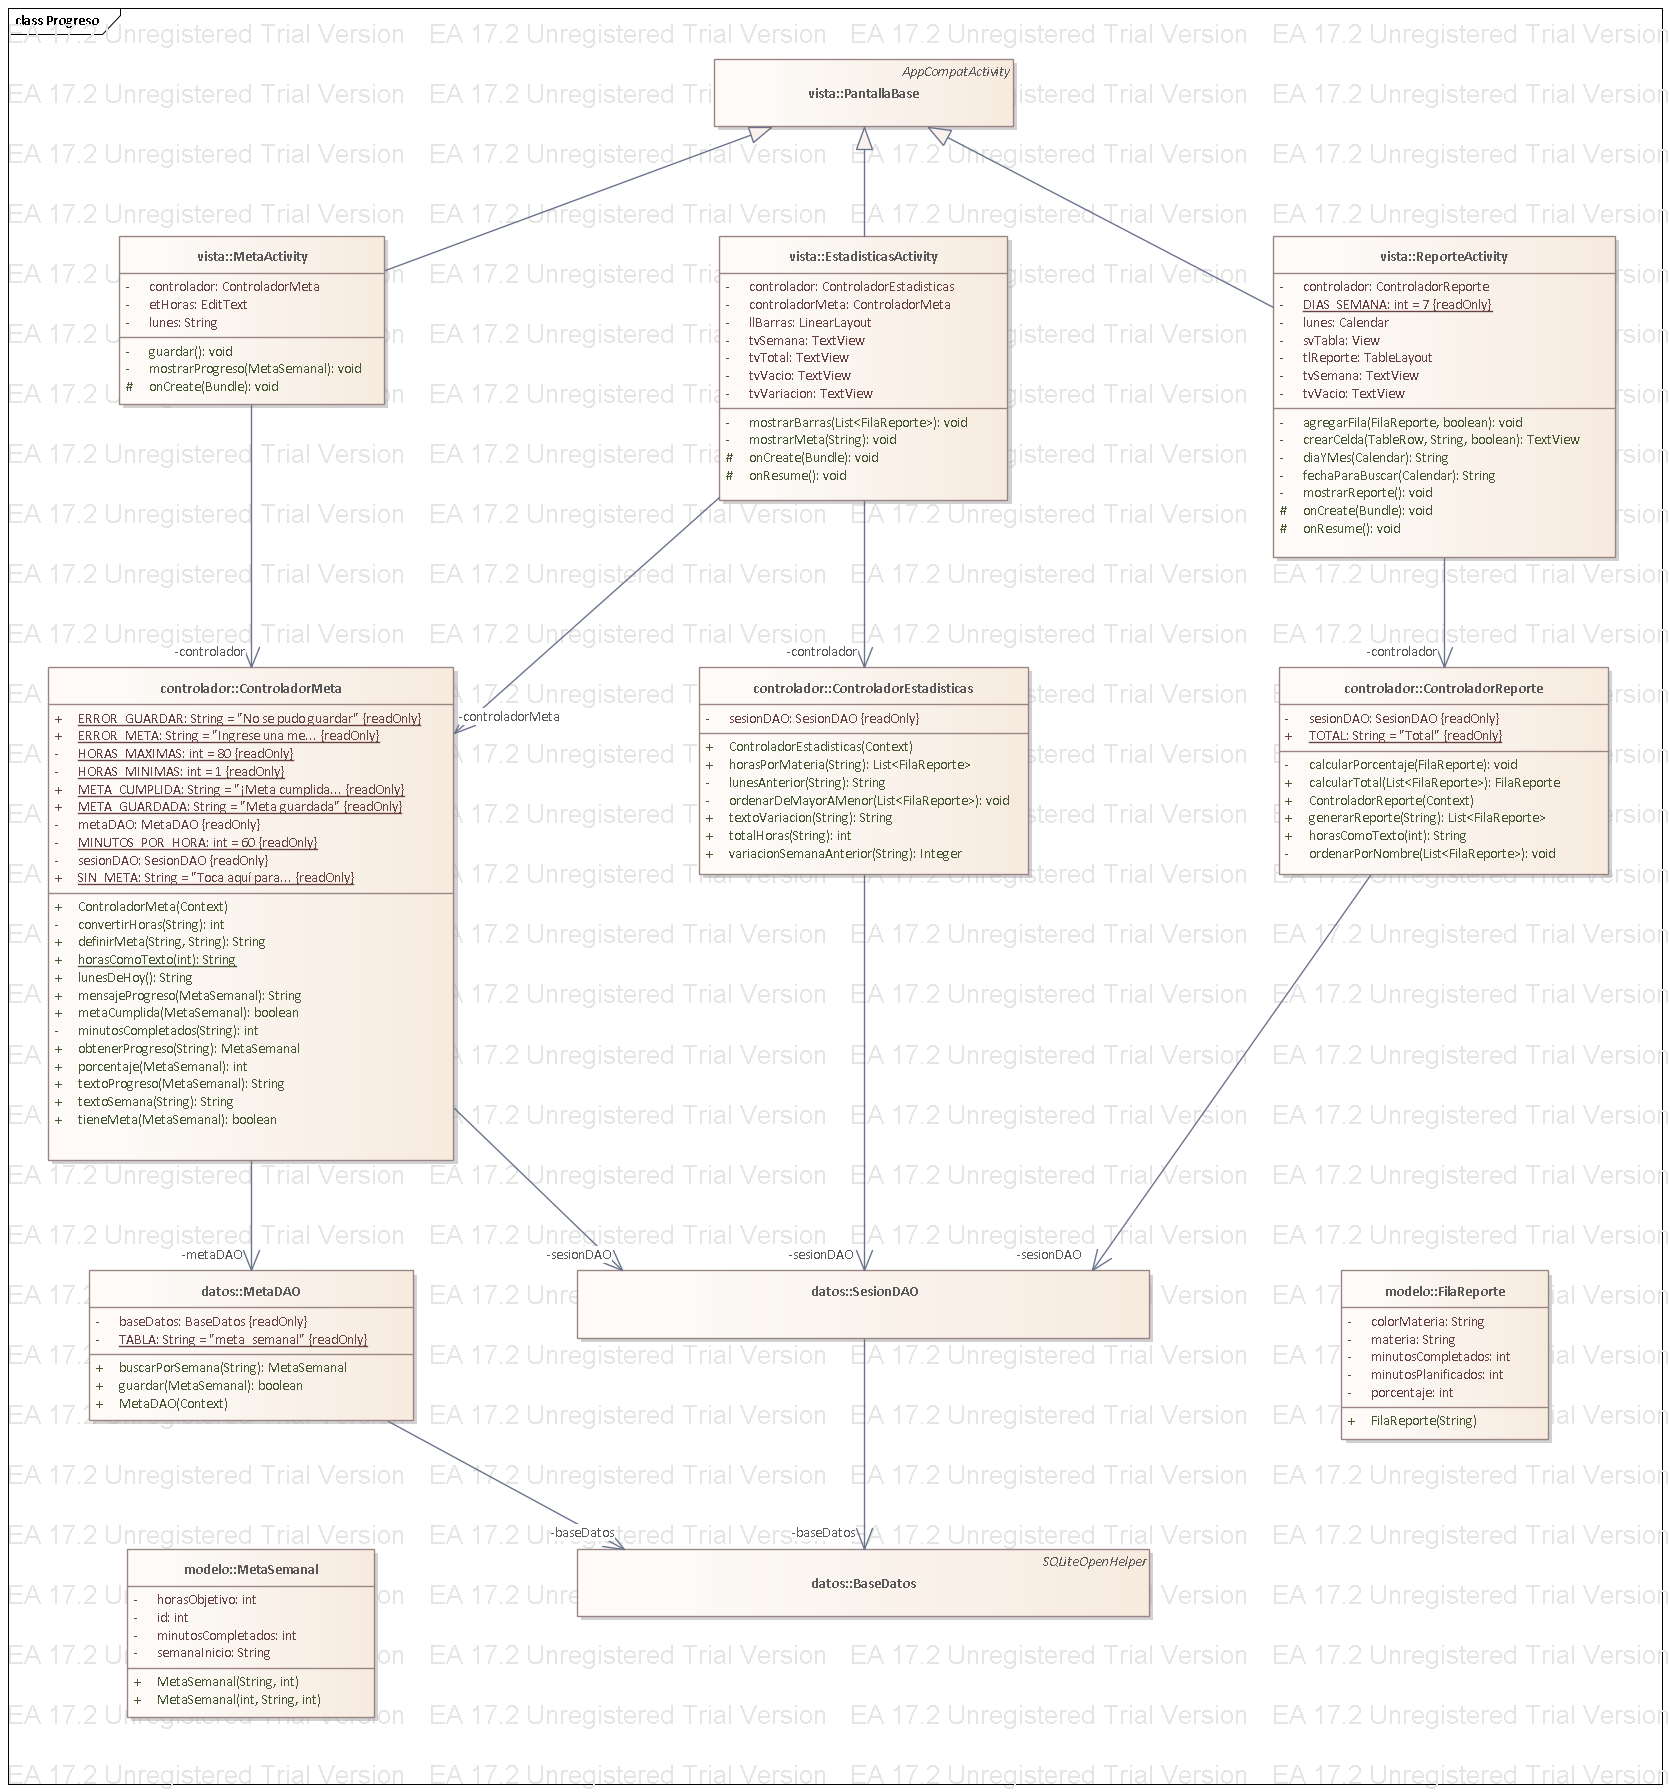 class Progreso
AppCompatActivity
vista::PantallaBase
vista::MetaActivity
- controlador: ControladorMeta
- etHoras: EditText
- lunes: String
- guardar(): void
- mostrarProgreso(MetaSemanal): void
# onCreate(Bundle): void
vista::EstadisticasActivity
- controlador: ControladorEstadisticas
- controladorMeta: ControladorMeta
- llBarras: LinearLayout
- tvSemana: TextView
- tvTotal: TextView
- tvVacio: TextView
- tvVariacion: TextView
- mostrarBarras(List<FilaReporte>): void
- mostrarMeta(String): void
# onCreate(Bundle): void
# onResume(): void
vista::ReporteActivity
- controlador: ControladorReporte
- DIAS_SEMANA: int = 7 {readOnly}
- lunes: Calendar
- svTabla: View
- tlReporte: TableLayout
- tvSemana: TextView
- tvVacio: TextView
- agregarFila(FilaReporte, boolean): void
- crearCelda(TableRow, String, boolean): TextView
- diaYMes(Calendar): String
- fechaParaBuscar(Calendar): String
- mostrarReporte(): void
# onCreate(Bundle): void
# onResume(): void
-controlador
-controladorMeta
-controlador
-controlador
controlador::ControladorMeta
+ ERROR_GUARDAR: String = "No se pudo guardar" {readOnly}
+ ERROR_META: String = "Ingrese una me... {readOnly}
- HORAS_MAXIMAS: int = 80 {readOnly}
- HORAS_MINIMAS: int = 1 {readOnly}
+ META_CUMPLIDA: String = "¡Meta cumplida... {readOnly}
+ META_GUARDADA: String = "Meta guardada" {readOnly}
- metaDAO: MetaDAO {readOnly}
- MINUTOS_POR_HORA: int = 60 {readOnly}
- sesionDAO: SesionDAO {readOnly}
+ SIN_META: String = "Toca aquí para... {readOnly}
+ ControladorMeta(Context)
- convertirHoras(String): int
+ definirMeta(String, String): String
+ horasComoTexto(int): String
+ lunesDeHoy(): String
+ mensajeProgreso(MetaSemanal): String
+ metaCumplida(MetaSemanal): boolean
- minutosCompletados(String): int
+ obtenerProgreso(String): MetaSemanal
+ porcentaje(MetaSemanal): int
+ textoProgreso(MetaSemanal): String
+ textoSemana(String): String
+ tieneMeta(MetaSemanal): boolean
controlador::ControladorEstadisticas
- sesionDAO: SesionDAO {readOnly}
+ ControladorEstadisticas(Context)
+ horasPorMateria(String): List<FilaReporte>
- lunesAnterior(String): String
- ordenarDeMayorAMenor(List<FilaReporte>): void
+ textoVariacion(String): String
+ totalHoras(String): int
+ variacionSemanaAnterior(String): Integer
controlador::ControladorReporte
- sesionDAO: SesionDAO {readOnly}
+ TOTAL: String = "Total" {readOnly}
- calcularPorcentaje(FilaReporte): void
+ calcularTotal(List<FilaReporte>): FilaReporte
+ ControladorReporte(Context)
+ generarReporte(String): List<FilaReporte>
+ horasComoTexto(int): String
- ordenarPorNombre(List<FilaReporte>): void
-metaDAO
-sesionDAO
-sesionDAO
-sesionDAO
datos::MetaDAO
- baseDatos: BaseDatos {readOnly}
- TABLA: String = "meta_semanal" {readOnly}
+ buscarPorSemana(String): MetaSemanal
+ guardar(MetaSemanal): boolean
+ MetaDAO(Context)
datos::SesionDAO
modelo::FilaReporte
- colorMateria: String
- materia: String
- minutosCompletados: int
- minutosPlanificados: int
- porcentaje: int
+ FilaReporte(String)
-baseDatos
-baseDatos
modelo::MetaSemanal
- horasObjetivo: int
- id: int
- minutosCompletados: int
- semanaInicio: String
+ MetaSemanal(String, int)
+ MetaSemanal(int, String, int)
SQLiteOpenHelper
datos::BaseDatos
EA 17.2 Unregistered Trial Version